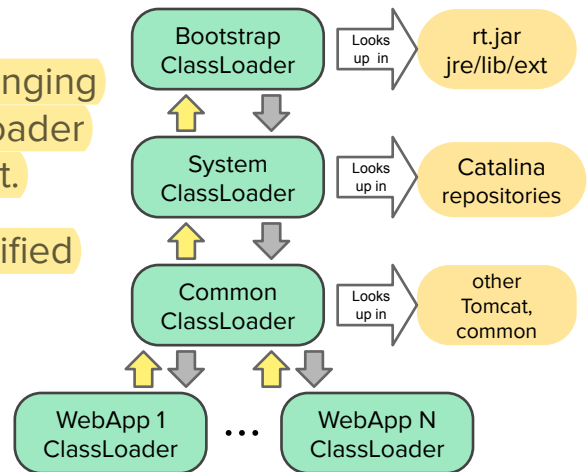 Bootstrap
ClassLoader
Looks
up in
rt.jar
jre/lib/ext
nging
oader
t.
System
ClassLoader
Looks
up in
Catalina
repositories
ified
Common
ClassLoader
Looks
up in
other
Tomcat,
common
WebApp 1
ClassLoader
...
WebApp N
ClassLoader